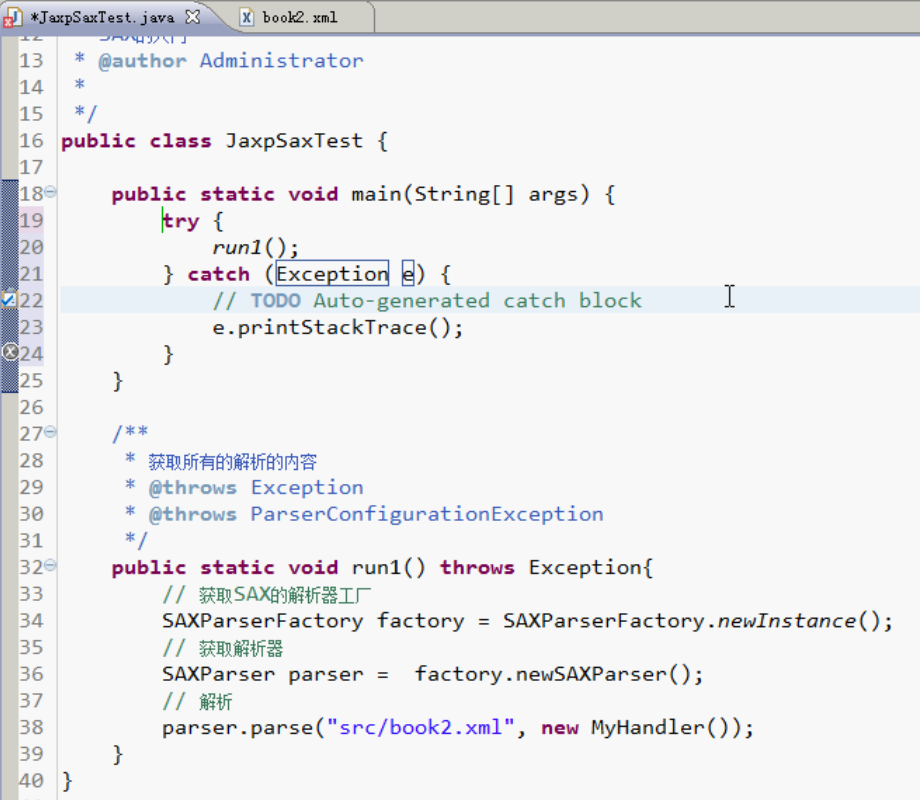 *JaxpSaxTest.java book2.xml
13 * @author Administrator
14 *
15 */
16 public class JaxpSaxTest {
17
18 public static void main(String[] args) {
19 try {
20 run1();
21 } catch (Exception e) {
22 // TODO Auto-generated catch block
23 e.printStackTrace();
24 }
25 }
26
27 /**
28 * 获取所有的解析的内容
29 * @throws Exception
30 * @throws ParserConfigurationException
31 */
32 public static void run1() throws Exception{
33 // 获取SAX的解析器工厂
34 SAXParserFactory factory = SAXParserFactory.newInstance();
35 // 获取解析器
36 SAXParser parser =  factory.newSAXParser();
37 // 解析
38 parser.parse("src/book2.xml", new MyHandler());
39 }
40 }